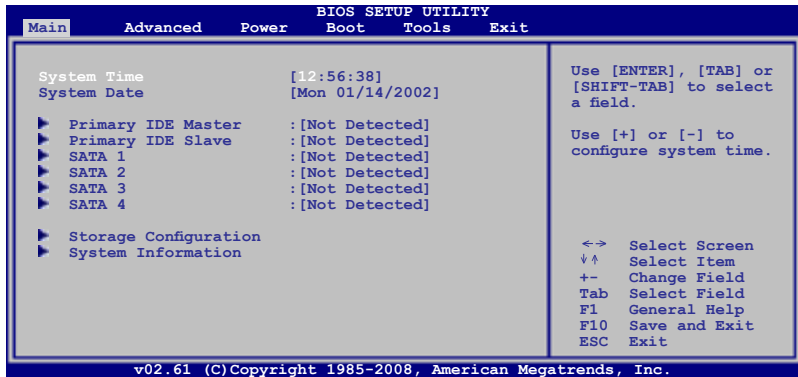 BIOS SETUP UTILITY
Main Advanced Power Boot Tools Exit
System Time [12:56:38]
System Date [Mon 01/14/2002]
Primary IDE Master :[Not Detected]
Primary IDE Slave :[Not Detected]
SATA 1 :[Not Detected]
SATA 2 :[Not Detected]
SATA 3 :[Not Detected]
SATA 4 :[Not Detected]
Storage Configuration
System Information
Use [ENTER], [TAB] or
[SHIFT-TAB] to select
a field.
Use [+] or [-] to
configure system time.
←→ Select Screen
↓↑ Select Item
+- Change Field
Tab Select Field
F1 General Help
F10 Save and Exit
ESC Exit
v02.61 (C)Copyright 1985-2008, American Megatrends, Inc.